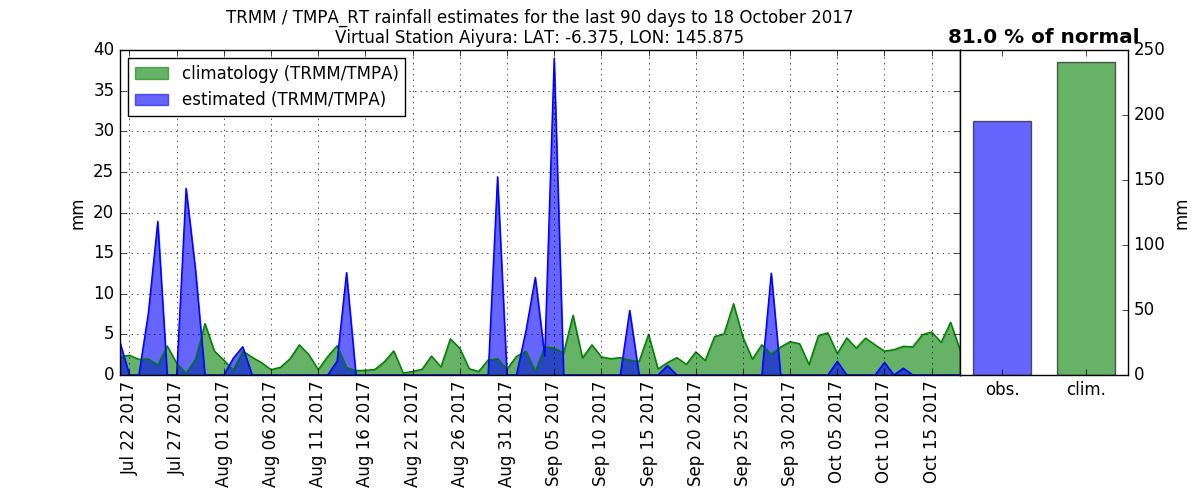 TRMM / TMPA_RT rainfall estimates for the last 90 days to 18 October 2017
Virtual Station Aiyura: LAT: -6.375, LON: 145.875
81.0 % of normal
climatology (TRMM/TMPA)
estimated (TRMM/TMPA)
mm
40
35
30
25
20
15
10
5
0
Jul 22 2017
Jul 27 2017
Aug 01 2017
Aug 06 2017
Aug 11 2017
Aug 16 2017
Aug 21 2017
Aug 26 2017
Aug 31 2017
Sep 05 2017
Sep 10 2017
Sep 15 2017
Sep 20 2017
Sep 25 2017
Sep 30 2017
Oct 05 2017
Oct 10 2017
Oct 15 2017
obs.
clim.
250
200
150
100
50
0
mm